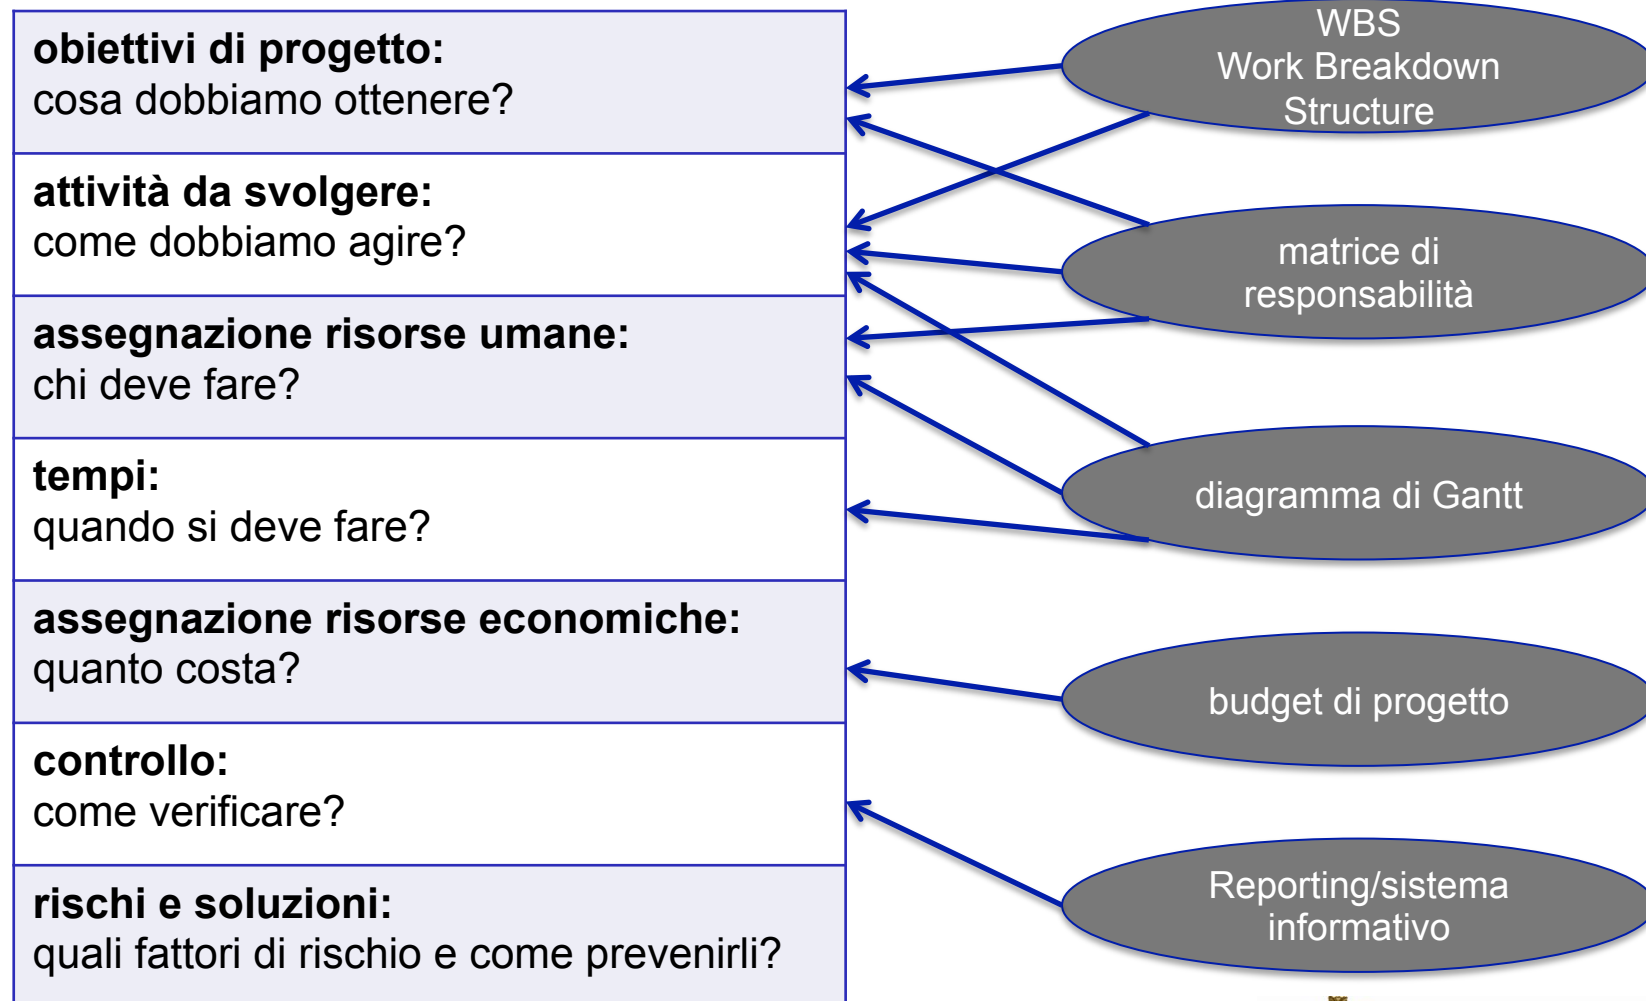 obiettivi di progetto:
cosa dobbiamo ottenere?
attività da svolgere:
come dobbiamo agire?
assegnazione risorse umane:
chi deve fare?
tempi:
quando si deve fare?
assegnazione risorse economiche:
quanto costa?
controllo:
come verificare?
rischi e soluzioni:
quali fattori di rischio e come prevenirli?
WBS
Work Breakdown
Structure
matrice di
responsabilità
diagramma di Gantt
budget di progetto
Reporting/sistema
informativo